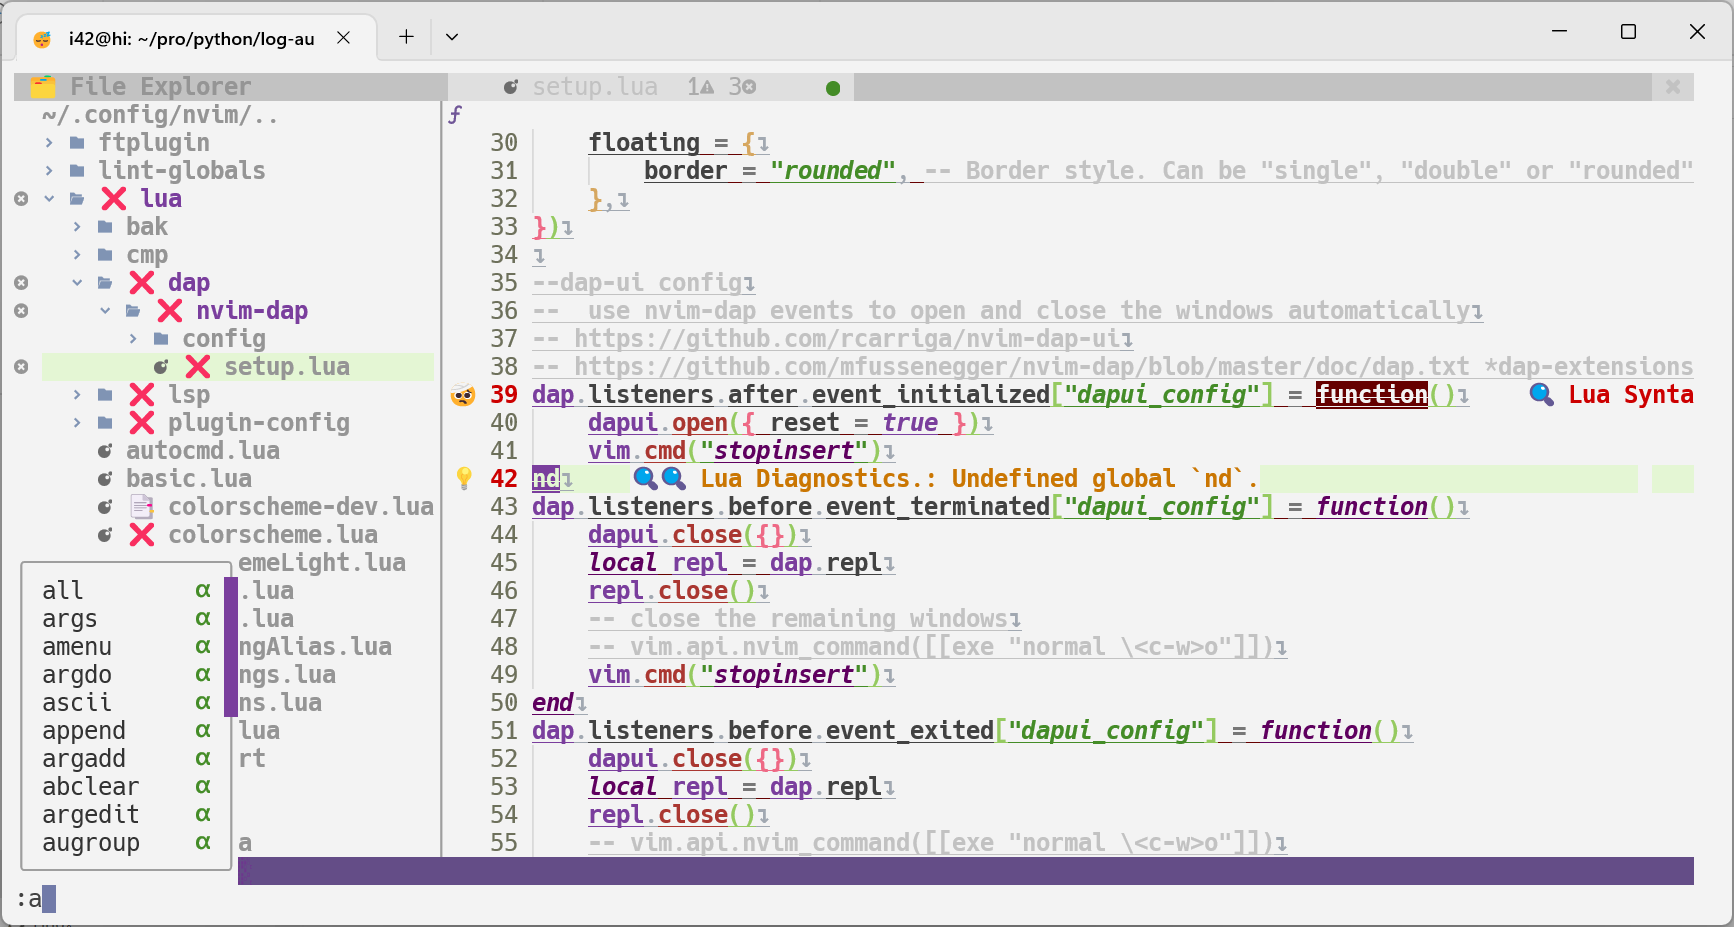 i42@hi: ~/pro/python/log-au
File Explorer
setup.lua 1 3
~/.config/nvim/..
ftplugin
lint-globals
lua
bak
cmp
dap
nvim-dap
config
setup.lua
lsp
plugin-config
autocmd.lua
basic.lua
colorscheme-dev.lua
colorscheme.lua
emeLight.lua
.lua
.lua
ngAlias.lua
ngs.lua
ns.lua
lua
rt
a
all α
args α
amenu α
argdo α
ascii α
append α
argadd α
abclear α
argedit α
augroup α
:a
f
30 floating = {
31 border = "rounded", -- Border style. Can be "single", "double" or "rounded"
32 },
33 })
34
35 --dap-ui config
36 --  use nvim-dap events to open and close the windows automatically
37 -- https://github.com/rcarriga/nvim-dap-ui
38 -- https://github.com/mfussenegger/nvim-dap/blob/master/doc/dap.txt *dap-extensions
39 dap.listeners.after.event_initialized["dapui_config"] = function() Lua Synta
40 dapui.open({ reset = true })
41 vim.cmd("stopinsert")
42 nd Lua Diagnostics.: Undefined global `nd`.
43 dap.listeners.before.event_terminated["dapui_config"] = function()
44 dapui.close({})
45 local repl = dap.repl
46 repl.close()
47 -- close the remaining windows
48 -- vim.api.nvim_command([[exe "normal \<c-w>o"]])
49 vim.cmd("stopinsert")
50 end
51 dap.listeners.before.event_exited["dapui_config"] = function()
52 dapui.close({})
53 local repl = dap.repl
54 repl.close()
55 -- vim.api.nvim_command([[exe "normal \<c-w>o"]])